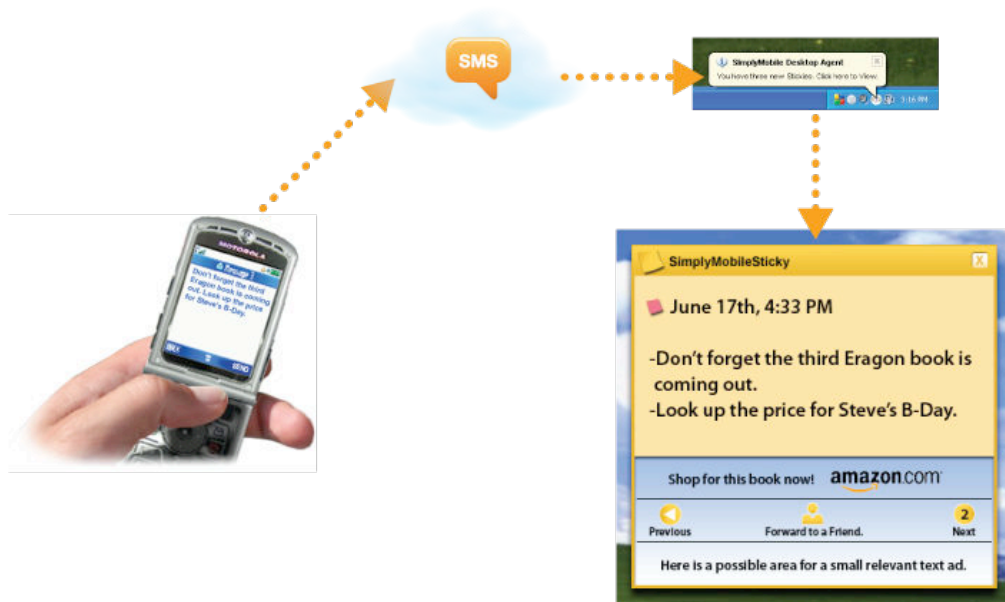 SMS
SimplyMobile Desktop Agent
You have three new Stickies. Click here to View.
3:16 PM
MOTOROLA
Message 1
Don't forget the third
Eragon book is coming
out. Look up the price
for Steve's B-Day.
BACK
SEND
SimplyMobileSticky
X
June 17th, 4:33 PM
-Don't forget the third Eragon book is
coming out.
-Look up the price for Steve's B-Day.
Shop for this book now! amazon.com
2
Previous Forward to a Friend. Next
Here is a possible area for a small relevant text ad.